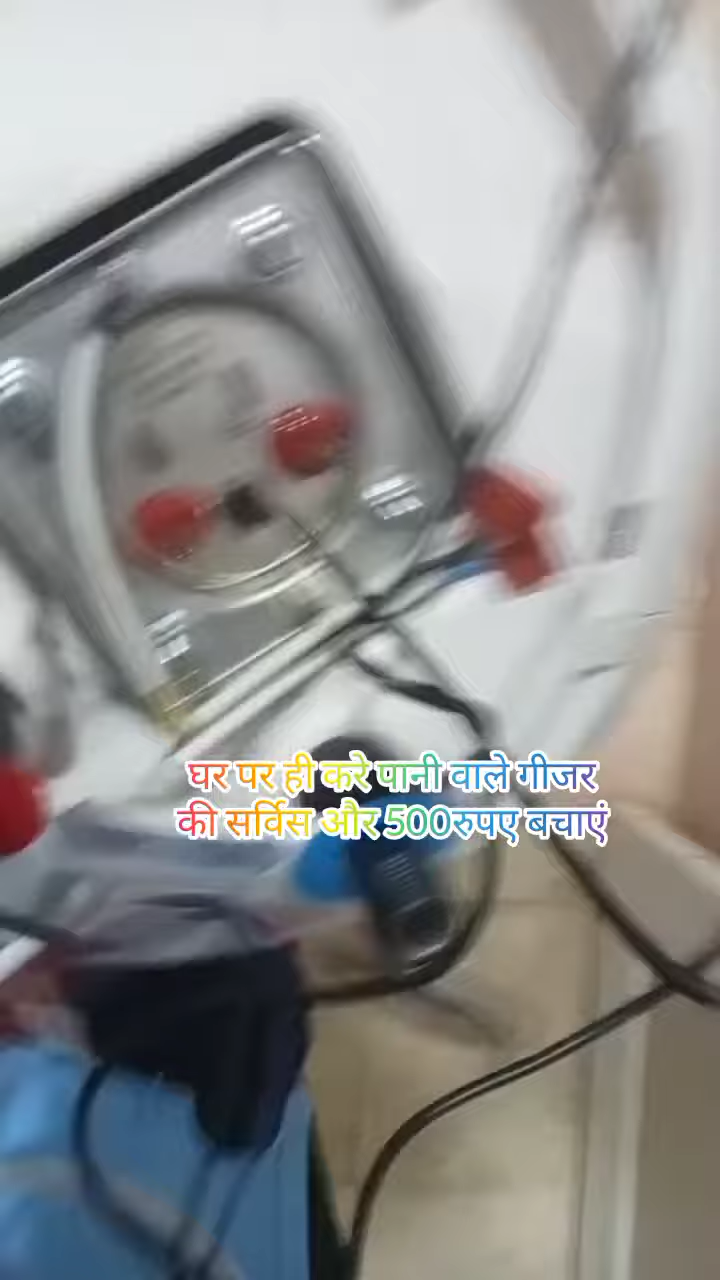 घर पर ही करे पानी वाले गीजर
की सर्विस और 500रुपए बचाएं